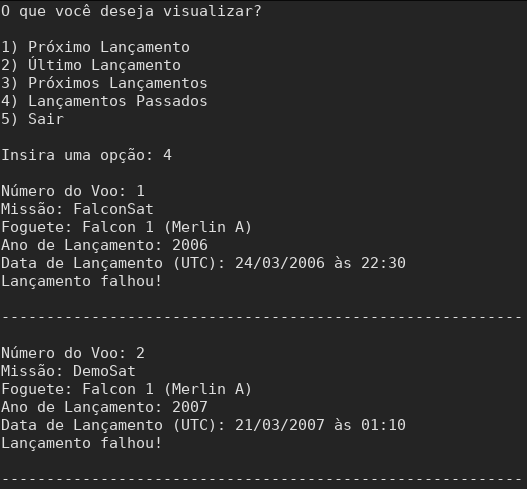 O que você deseja visualizar?
1) Próximo Lançamento
2) Último Lançamento
3) Próximos Lançamentos
4) Lançamentos Passados
5) Sair
Insira uma opção: 4
Número do Voo: 1
Missão: FalconSat
Foguete: Falcon 1 (Merlin A)
Ano de Lançamento: 2006
Data de Lançamento (UTC): 24/03/2006 às 22:30
Lançamento falhou!
----------------------------------------------------------
Número do Voo: 2
Missão: DemoSat
Foguete: Falcon 1 (Merlin A)
Ano de Lançamento: 2007
Data de Lançamento (UTC): 21/03/2007 às 01:10
Lançamento falhou!
----------------------------------------------------------